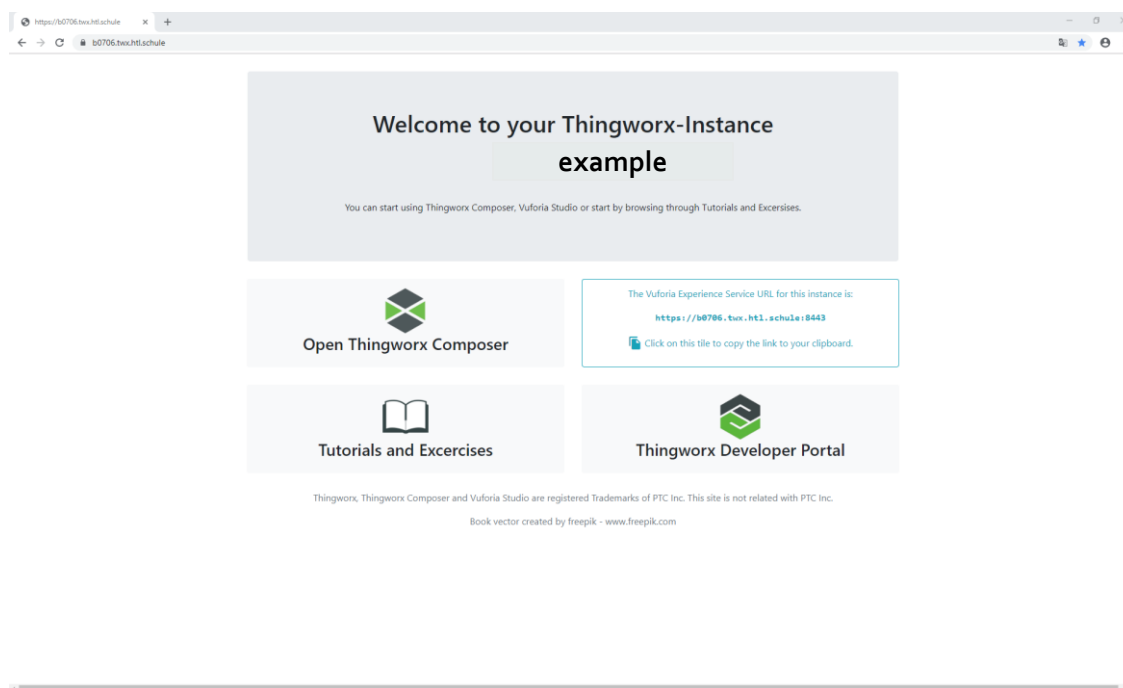 https://b0706.twx.htl.schule
b0706.twx.htl.schule
Welcome to your Thingworx-Instance
example
You can start using Thingworx Composer, Vuforia Studio or start by browsing through Tutorials and Excersises.
Open Thingworx Composer
The Vuforia Experience Service URL for this instance is:
https://b0706.twx.htl.schule:8443
Click on this tile to copy the link to your clipboard.
Tutorials and Excercises
Thingworx Developer Portal
Thingworx, Thingworx Composer and Vuforia Studio are registered Trademarks of PTC Inc. This site is not related with PTC Inc.
Book vector created by freepik - www.freepik.com